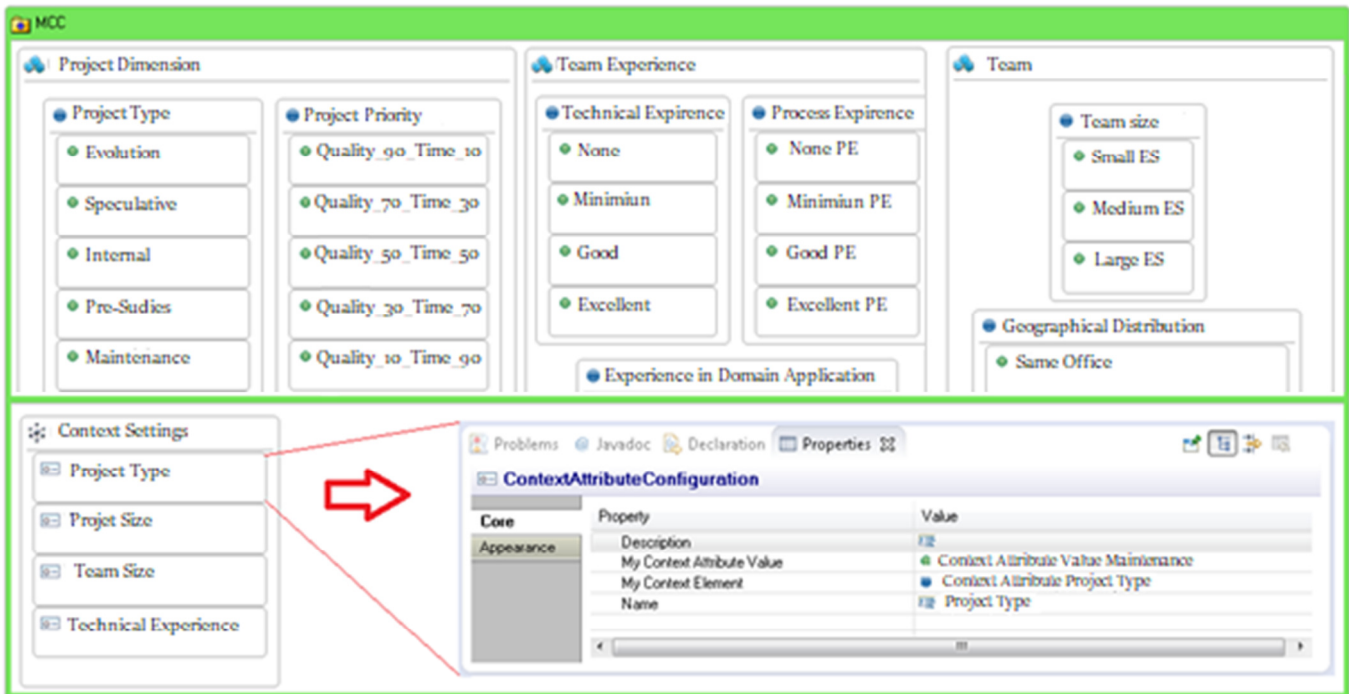 MCC
Project Dimension
Project Type
Evolution
Speculative
Internal
Pre-Sudies
Maintenance
Project Priority
Quality_90_Time_10
Quality_70_Time_30
Quality_50_Time_50
Quality_30_Time_70
Quality_10_Time_90
Team Experience
Technical Expirence
None
Minimiun
Good
Excellent
Process Expirence
None PE
Minimiun PE
Good PE
Excellent PE
Experience in Domain Application
Team
Team size
Small ES
Medium ES
Large ES
Geographical Distribution
Same Office
Context Settings
Project Type
Projet Size
Team Size
Technical Experience
Problems @ Javadoc Declaration Properties
ContextAttributeConfiguration
Core
Appearance
Property Value
Description
My Context Attribute Value Context Attribute Value Maintenance
My Context Element Context Attribute Project Type
Name Project Type